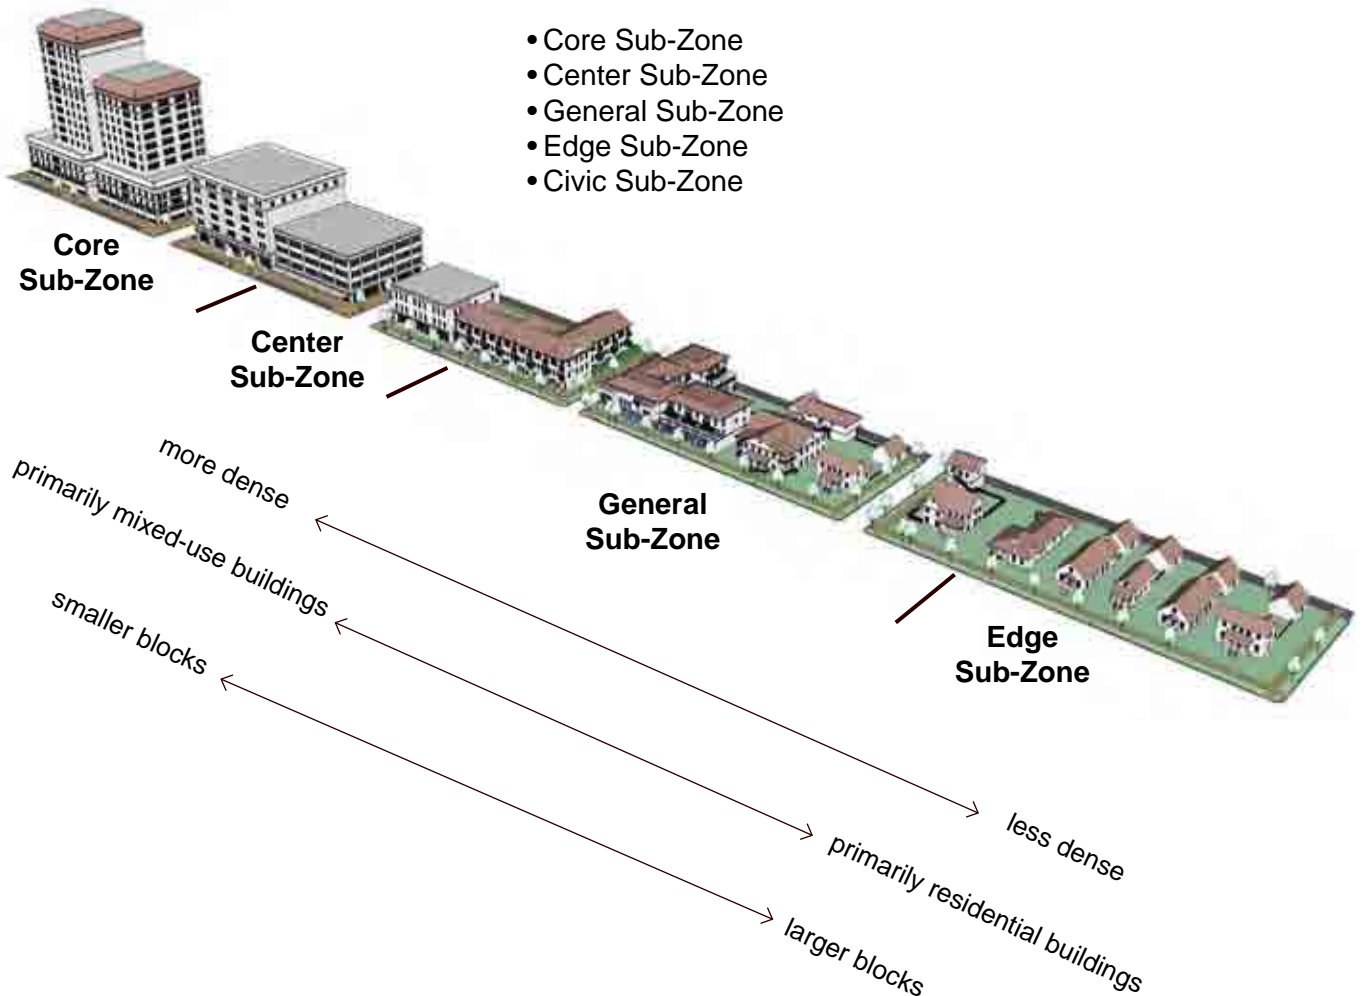 • Core Sub-Zone
• Center Sub-Zone
• General Sub-Zone
• Edge Sub-Zone
• Civic Sub-Zone
Core
Sub-Zone
Center
Sub-Zone
General
Sub-Zone
Edge
Sub-Zone
more dense
primarily mixed-use buildings
smaller blocks
less dense
primarily residential buildings
larger blocks